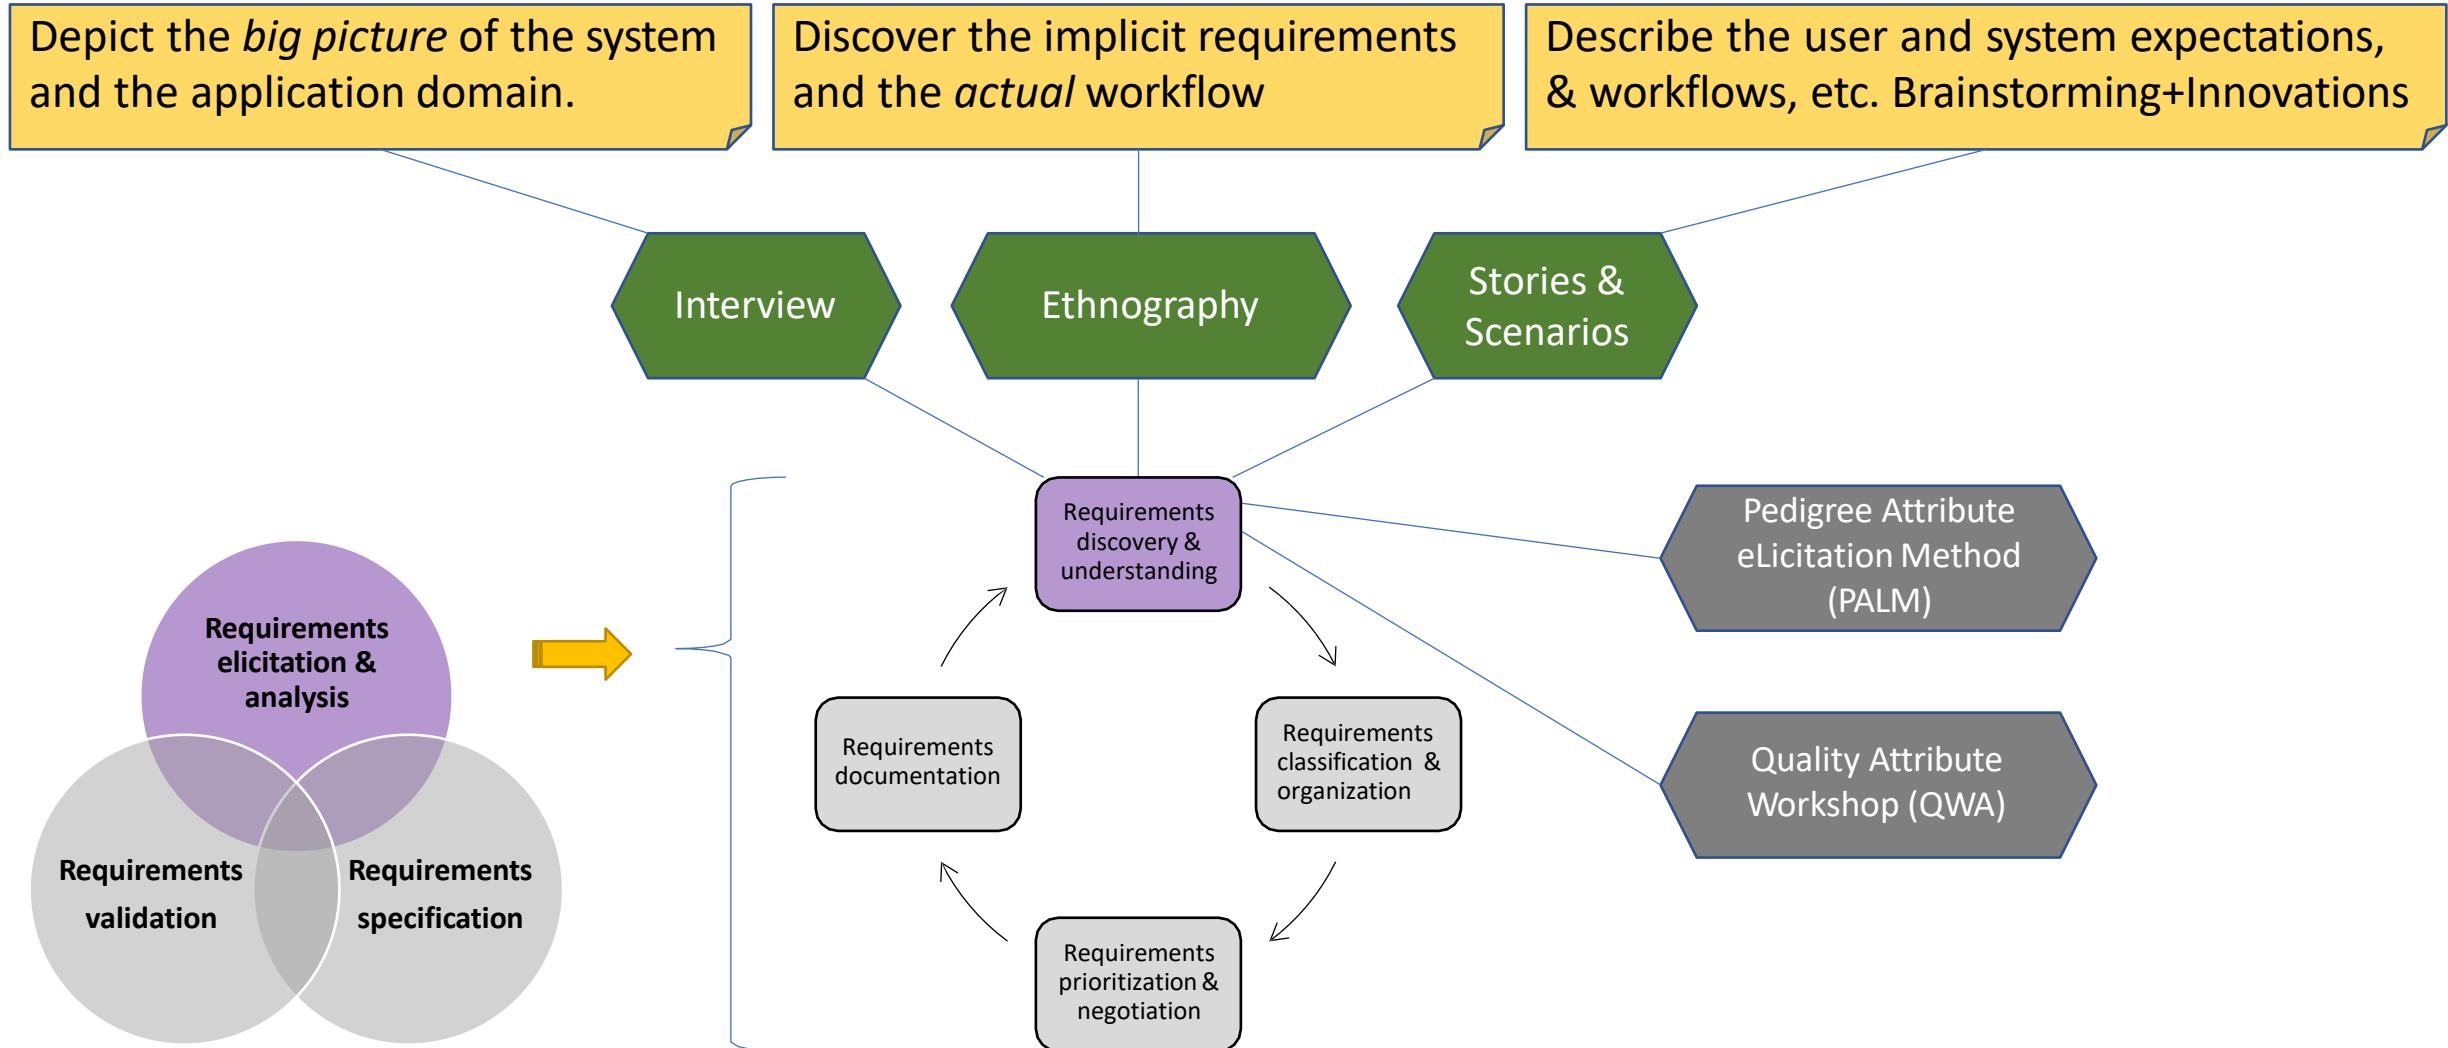 Depict the big picture of the system
and the application domain.
Discover the implicit requirements
and the actual workflow
Describe the user and system expectations,
& workflows, etc. Brainstorming+Innovations
Interview
Ethnography
Stories &
Scenarios
Requirements
discovery &
understanding
Pedigree Attribute
eLicitation Method
(PALM)
Requirements
elicitation &
analysis
Requirements
validation
Requirements
specification
Requirements
documentation
Requirements
classification &
organization
Quality Attribute
Workshop (QWA)
Requirements
prioritization &
negotiation